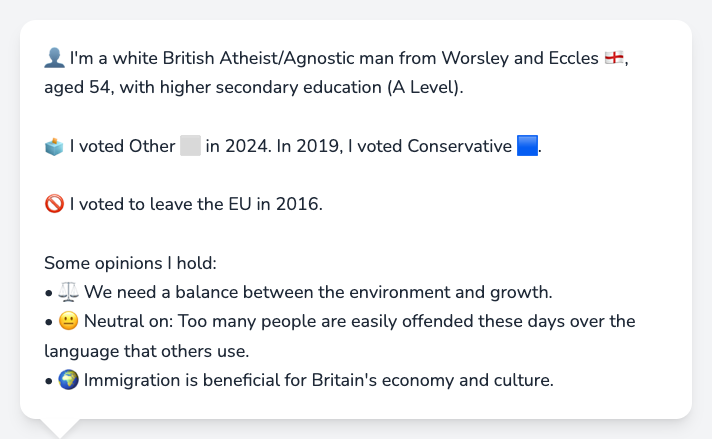 👤 I'm a white British Atheist/Agnostic man from Worsley and Eccles 🏴󠁧󠁢󠁥󠁮󠁧󠁿,
aged 54, with higher secondary education (A Level).
🗳️ I voted Other ⬜ in 2024. In 2019, I voted Conservative 🟦.
🚫 I voted to leave the EU in 2016.
Some opinions I hold:
• ⚖️ We need a balance between the environment and growth.
• 😐 Neutral on: Too many people are easily offended these days over the
language that others use.
• 🌍 Immigration is beneficial for Britain's economy and culture.